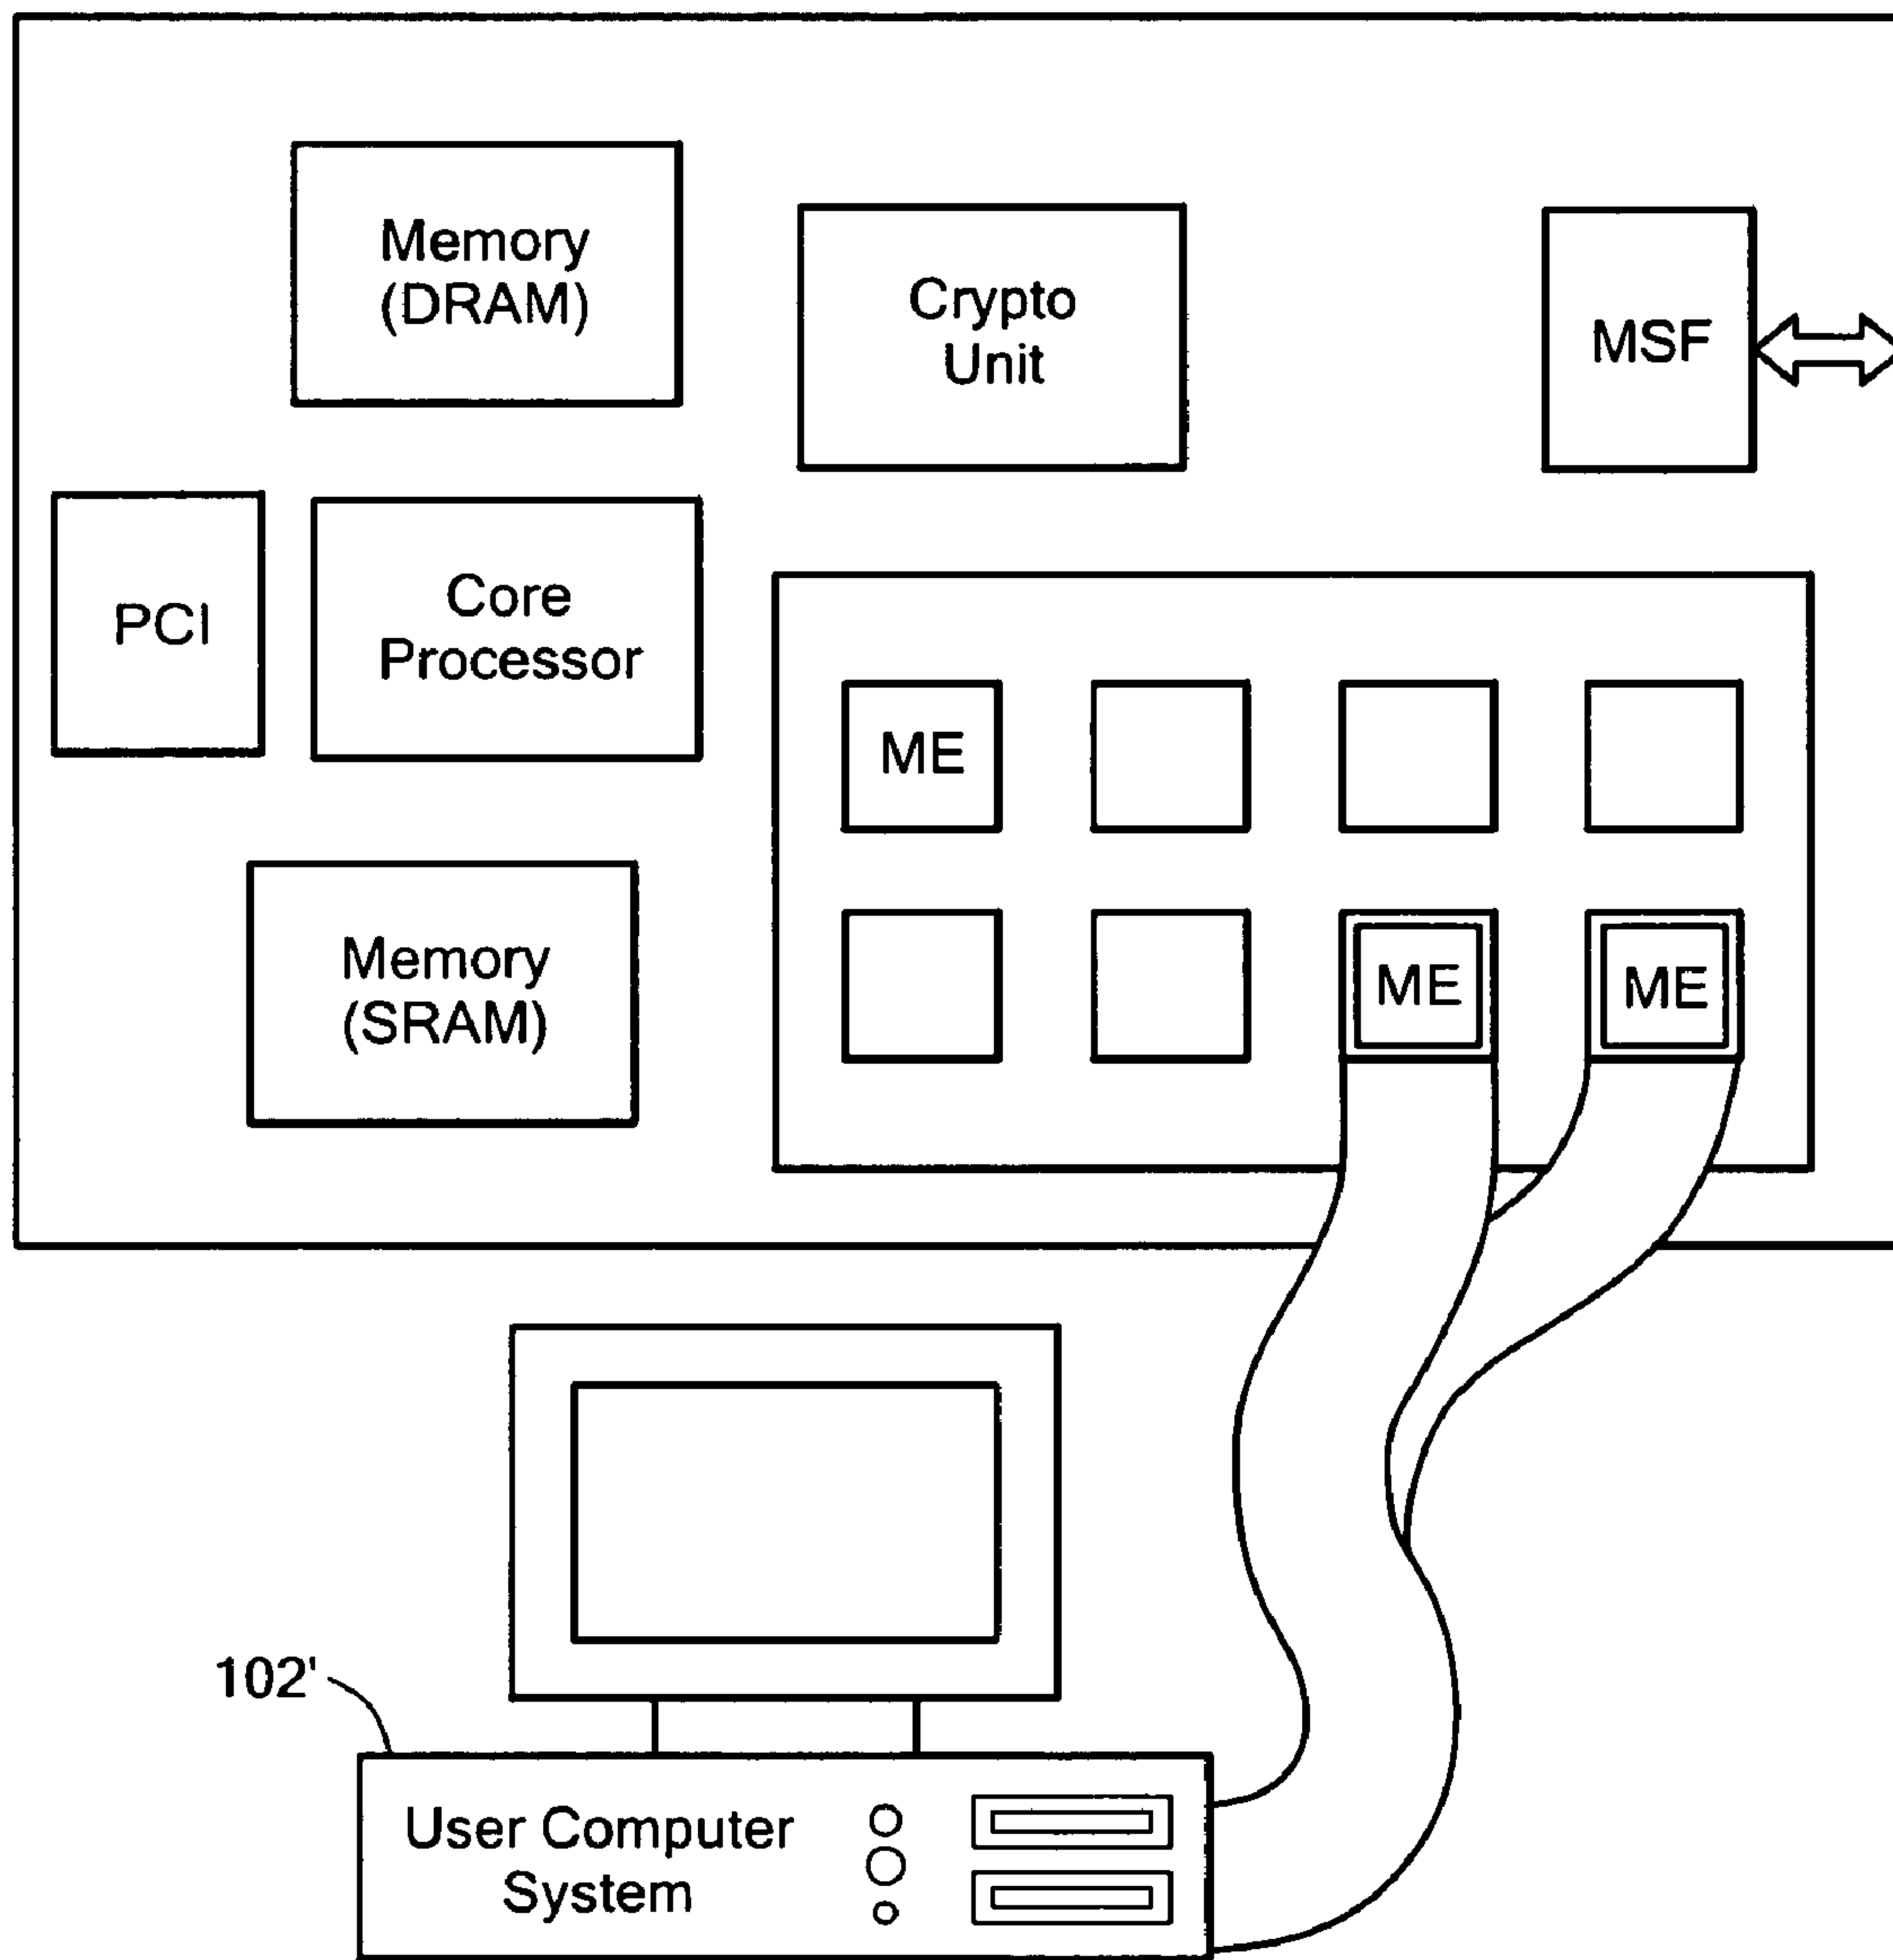 Memory
(DRAM)
Crypto
Unit
MSF
PCI
Core
Processor
ME
Memory
(SRAM)
ME
ME
102'
User Computer
System